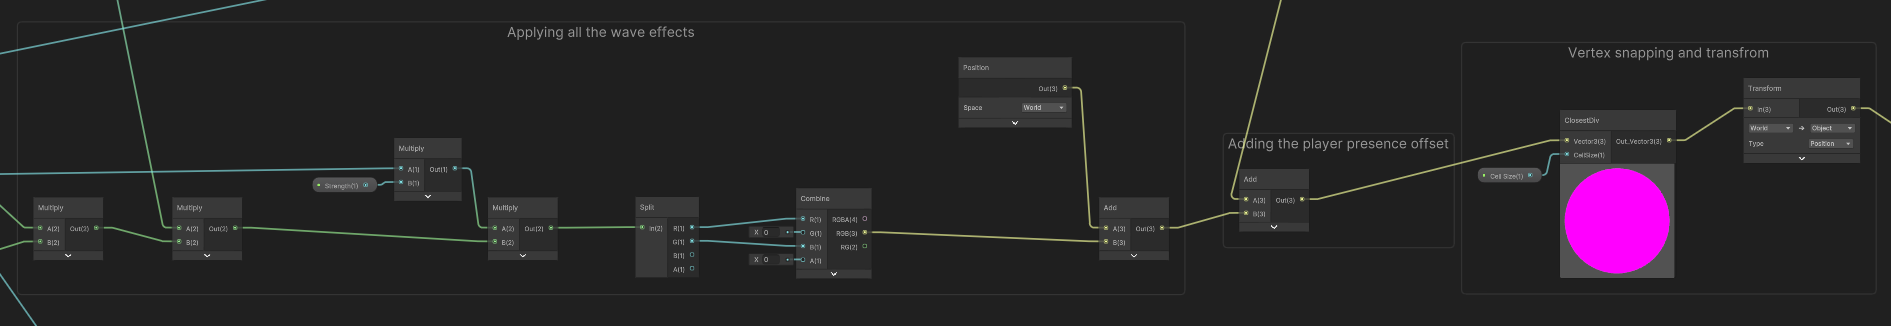 Applying all the wave effects
Vertex snapping and transfrom
Adding the player presence offset
Multiply
A(2) Out(2)
B(2)
Multiply
A(2) Out(2)
B(2)
Strength(1)
Multiply
A(1) Out(1)
B(1)
Multiply
A(2) Out(2)
B(2)
Split
In(2) R(1)
G(1)
B(1)
A(1)
X 0
X 0
Combine
R(1) RGBA(4)
G(1) RGB(3)
B(1) RG(2)
A(1)
Position
Out(3)
Space World
Add
A(3) Out(3)
B(3)
Add
A(3) Out(3)
B(3)
Cell Size(1)
ClosestDiv
Vector3(3) Out_Vector3(3)
CellSize(1)
Transform
In(3) Out(3)
World Object
Type Position